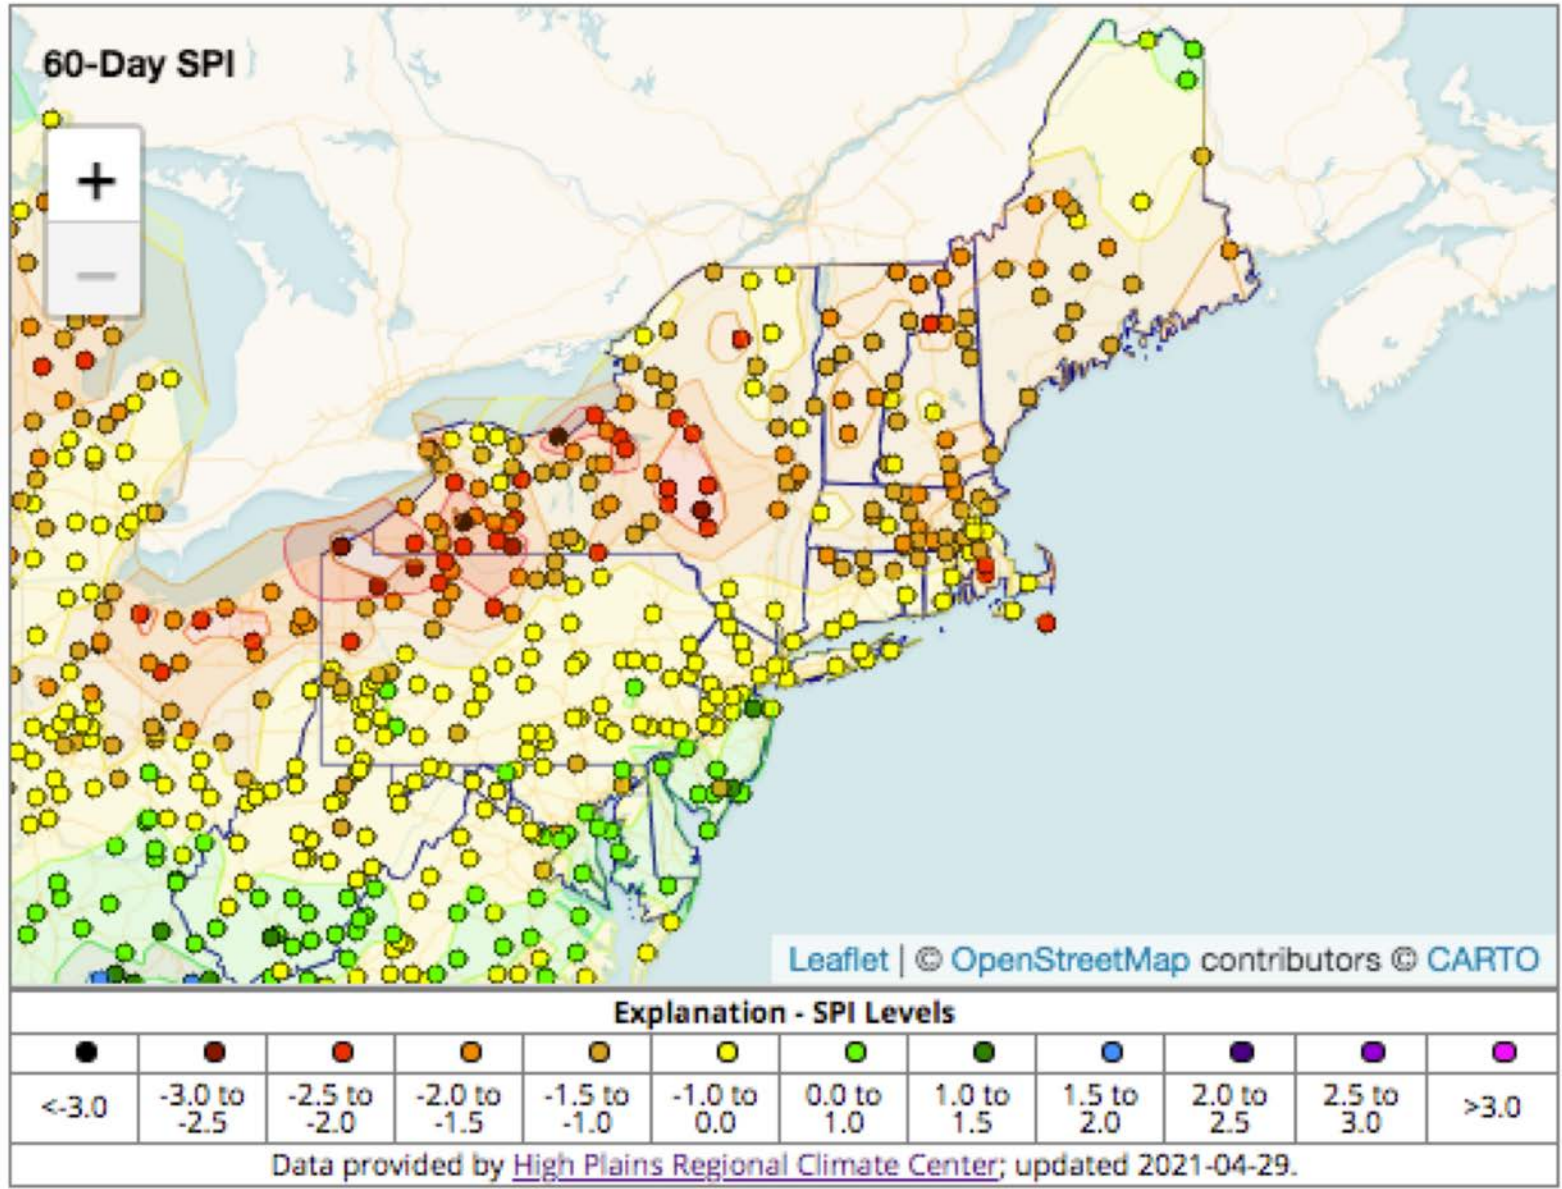 60-Day SPI
+
−
Leaflet | © OpenStreetMap contributors © CARTO
Explanation - SPI Levels
<-3.0
-3.0 to
-2.5
-2.5 to
-2.0
-2.0 to
-1.5
-1.5 to
-1.0
-1.0 to
0.0
0.0 to
1.0
1.0 to
1.5
1.5 to
2.0
2.0 to
2.5
2.5 to
3.0
>3.0
Data provided by High Plains Regional Climate Center; updated 2021-04-29.